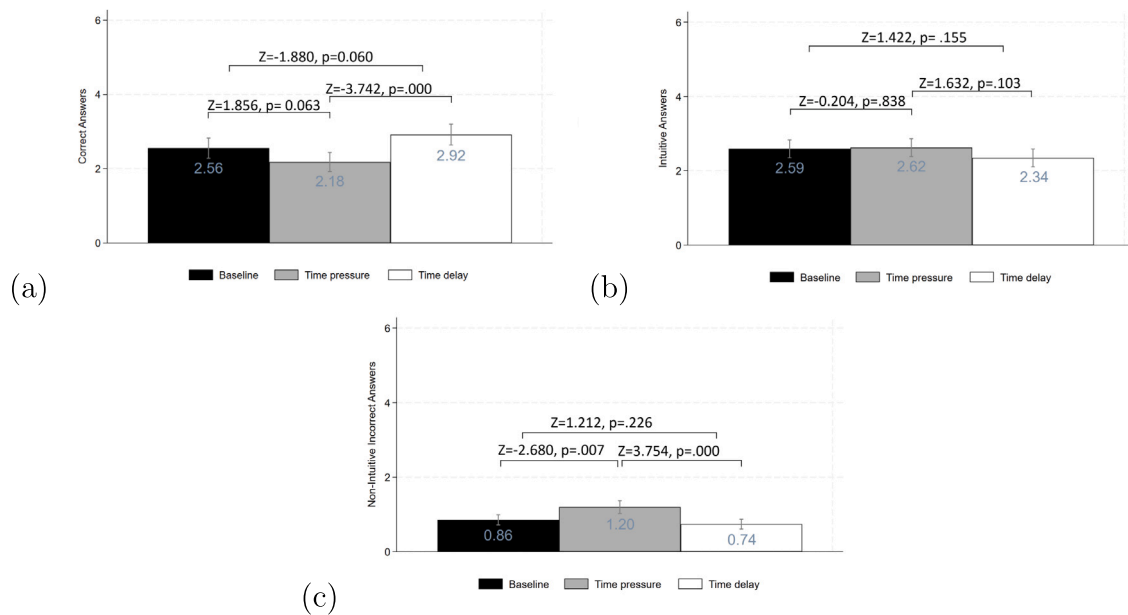 6
4
2
0
Correct Answers
Z=-1.880, p=0.060
Z=1.856, p= 0.063
Z=-3.742, p=.000
2.56
2.18
2.92
Baseline Time pressure Time delay
(a)
6
4
2
0
Intuitive Answers
Z=1.422, p= .155
Z=-0.204, p=.838
Z=1.632, p=.103
2.59
2.62
2.34
Baseline Time pressure Time delay
(b)
6
4
2
0
Non-Intuitive Incorrect Answers
Z=1.212, p=.226
Z=-2.680, p=.007
Z=3.754, p=.000
0.86
1.20
0.74
Baseline Time pressure Time delay
(c)